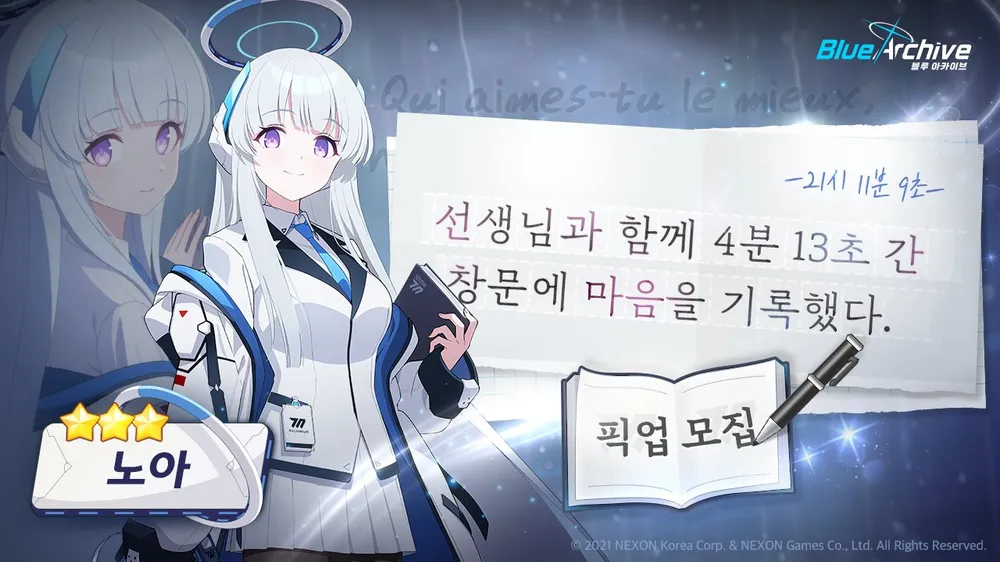 Blue Archive
블루 아카이브
Qui aimes-tu le mieux,
-21시 11분 9초-
선생님과 함께 4분 13초 간
창문에 마음을 기록했다.
픽업 모집
노아
© 2021 NEXON Korea Corp. & NEXON Games Co., Ltd. All Rights Reserved.